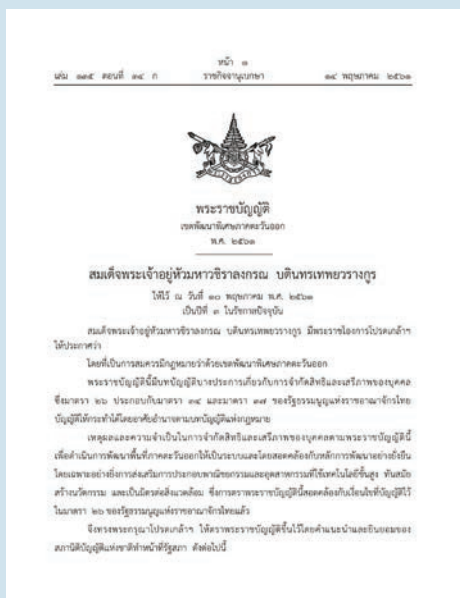 หน้า ๑
เล่ม ๑๓๕ ตอนที่ ๓๔ ก ราชกิจจานุเบกษา ๑๔ พฤษภาคม ๒๕๖๑
พระราชบัญญัติ
เขตพัฒนาพิเศษภาคตะวันออก
พ.ศ. ๒๕๖๑
สมเด็จพระเจ้าอยู่หัวมหาวชิราลงกรณ บดินทรเทพยวรางกูร
ให้ไว้ ณ วันที่ ๑๐ พฤษภาคม พ.ศ. ๒๕๖๑
เป็นปีที่ ๓ ในรัชกาลปัจจุบัน
สมเด็จพระเจ้าอยู่หัวมหาวชิราลงกรณ บดินทรเทพยวรางกูร มีพระราชโองการโปรดเกล้าฯ
ให้ประกาศว่า
โดยที่เป็นการสมควรมีกฎหมายว่าด้วยเขตพัฒนาพิเศษภาคตะวันออก
พระราชบัญญัตินี้มีบทบัญญัติบางประการเกี่ยวกับการจำกัดสิทธิและเสรีภาพของบุคคล
ซึ่งมาตรา ๒๖ ประกอบกับมาตรา ๓๔ และมาตรา ๓๗ ของรัฐธรรมนูญแห่งราชอาณาจักรไทย
บัญญัติให้กระทำได้โดยอาศัยอำนาจตามบทบัญญัติแห่งกฎหมาย
เหตุผลและความจำเป็นในการจำกัดสิทธิและเสรีภาพของบุคคลตามพระราชบัญญัตินี้
เพื่อดำเนินการพัฒนาพื้นที่ภาคตะวันออกให้เป็นระบบและโดยสอดคล้องกับหลักการพัฒนาอย่างยั่งยืน
โดยเฉพาะอย่างยิ่งการส่งเสริมการประกอบพาณิชยกรรมและอุตสาหกรรมที่ใช้เทคโนโลยีขั้นสูง ทันสมัย
สร้างนวัตกรรม และเป็นมิตรต่อสิ่งแวดล้อม ซึ่งการตราพระราชบัญญัตินี้สอดคล้องกับเงื่อนไขที่บัญญัติไว้
ในมาตรา ๒๖ ของรัฐธรรมนูญแห่งราชอาณาจักรไทยแล้ว
จึงทรงพระกรุณาโปรดเกล้าฯ ให้ตราพระราชบัญญัติขึ้นไว้โดยคำแนะนำและยินยอมของ
สภานิติบัญญัติแห่งชาติทำหน้าที่รัฐสภา ดังต่อไปนี้